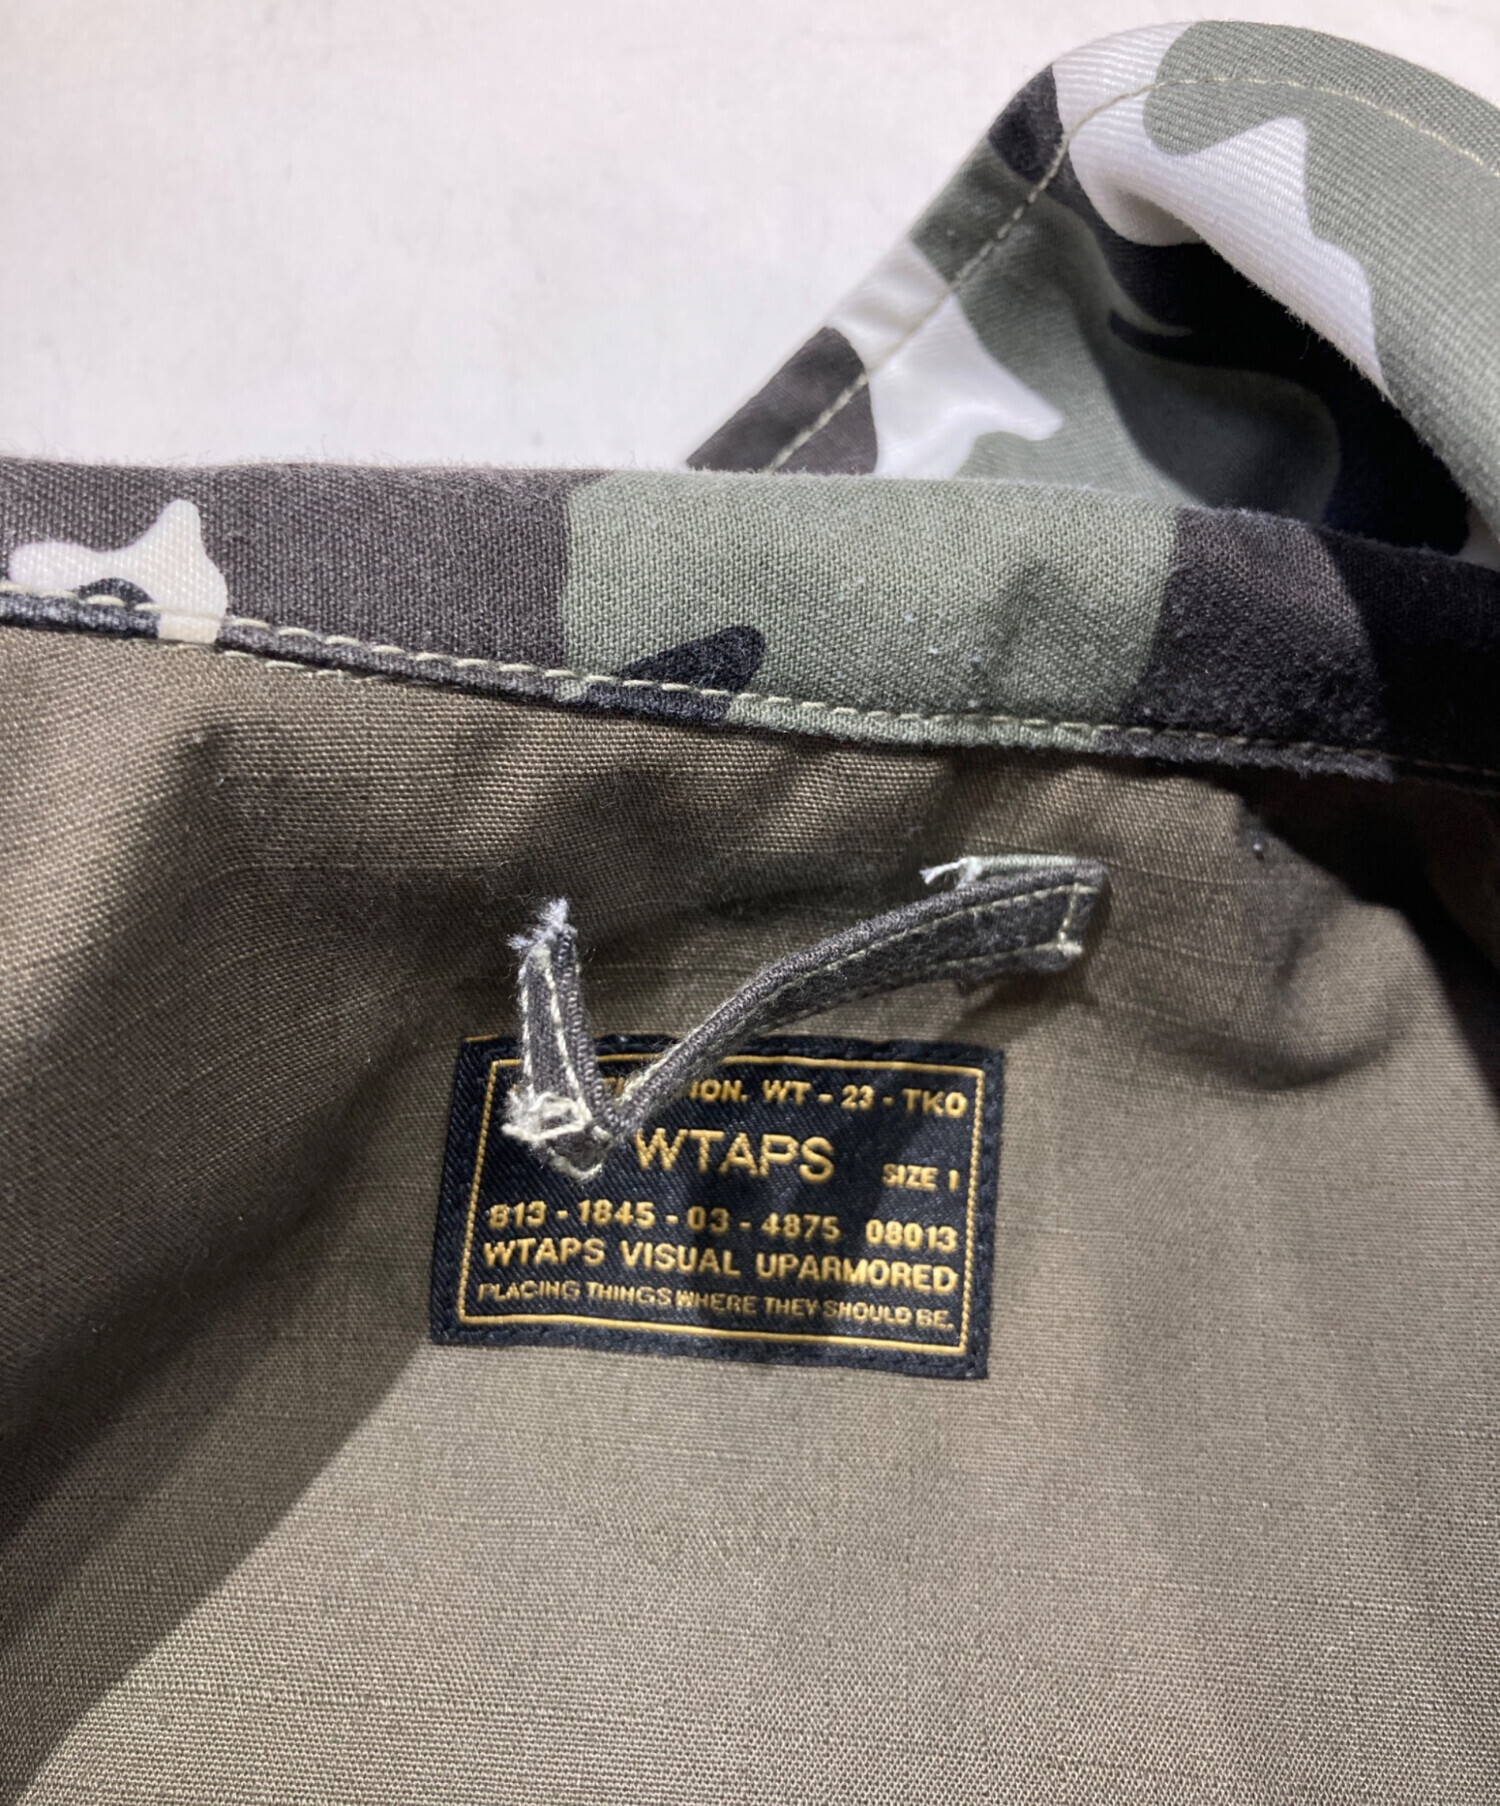 WT - 23 - TKO
WTAPS SIZE 1
813 - 1845 - 03 - 4875 08013
WTAPS VISUAL UPARMORED
PLACING THINGS WHERE THEY SHOULD BE.